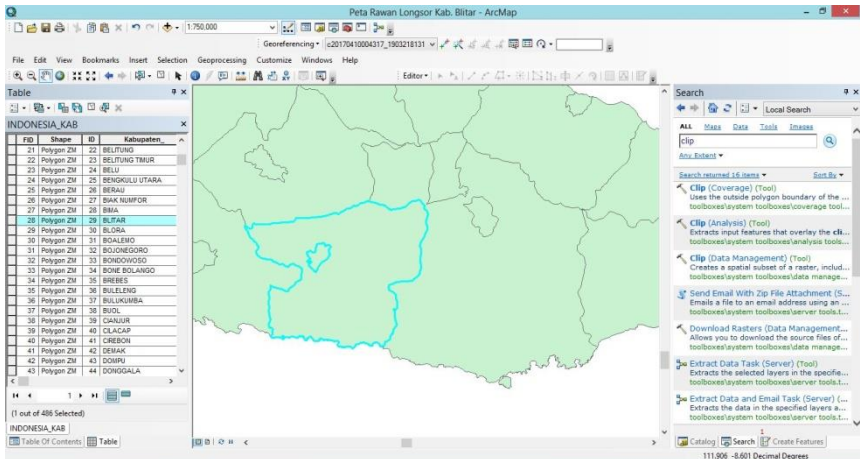 Peta Rawan Longsor Kab. Blitar - ArcMap
1:750,000
Georeferencing c20170410004317_1903218131
File Edit View Bookmarks Insert Selection Geoprocessing Customize Windows Help
Editor
Table
INDONESIA_KAB
FID Shape ID Kabupaten_
21 Polygon ZM 22 BELITUNG
22 Polygon ZM 23 BELITUNG TIMUR
23 Polygon ZM 24 BELU
24 Polygon ZM 25 BENGKULU UTARA
25 Polygon ZM 26 BERAU
26 Polygon ZM 27 BIAK NUMFOR
27 Polygon ZM 28 BIMA
28 Polygon ZM 29 BLITAR
29 Polygon ZM 30 BLORA
30 Polygon ZM 31 BOALEMO
31 Polygon ZM 32 BOJONEGORO
32 Polygon ZM 33 BONDOWOSO
33 Polygon ZM 34 BONE BOLANGO
34 Polygon ZM 35 BREBES
35 Polygon ZM 36 BULELENG
36 Polygon ZM 37 BULUKUMBA
37 Polygon ZM 38 BUOL
38 Polygon ZM 39 CIANJUR
39 Polygon ZM 40 CILACAP
40 Polygon ZM 41 CIREBON
41 Polygon ZM 42 DEMAK
42 Polygon ZM 43 DOMPU
43 Polygon ZM 44 DONGGALA
1
(1 out of 486 Selected)
INDONESIA_KAB
Table Of Contents Table
Search
Local Search
ALL Maps Data Tools Images
clip
Any Extent
Search returned 16 items Sort By
Clip (Coverage) (Tool)
Uses the outside polygon boundary of the ...
toolboxes\system toolboxes\coverage tool...
Clip (Analysis) (Tool)
Extracts input features that overlay the cli...
toolboxes\system toolboxes\analysis tools...
Clip (Data Management) (Tool)
Creates a spatial subset of a raster, includ...
toolboxes\system toolboxes\data manage...
Send Email With Zip File Attachment (S...
Emails a file to an email address using an ...
toolboxes\system toolboxes\server tools.t...
Download Rasters (Data Management...
Allows you to download the source files of...
toolboxes\system toolboxes\data manage...
Extract Data Task (Server) (Tool)
Extracts the selected layers in the specifie...
toolboxes\system toolboxes\server tools.t...
Extract Data and Email Task (Server) (...
Extracts the data in the specified layers a...
toolboxes\system toolboxes\server tools.t...
1
Catalog Search Create Features
111.906 -8.601 Decimal Degrees